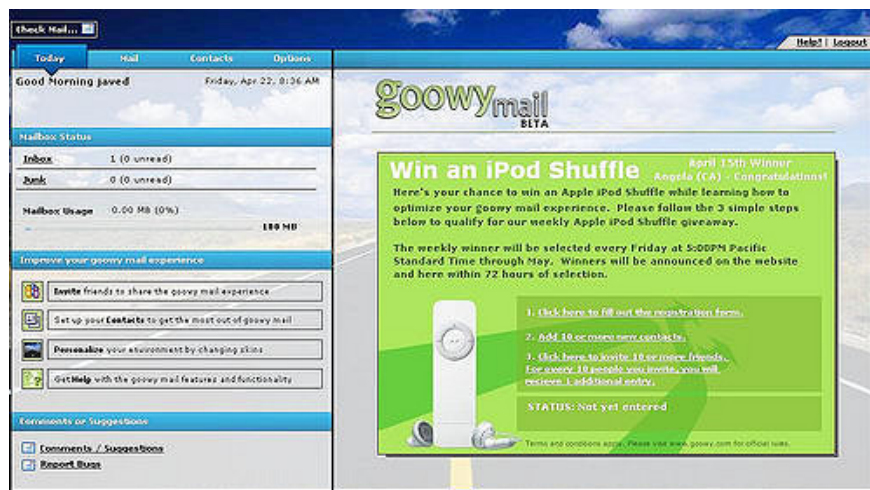 Check Mail...
Help! | Logout
Today Mail Contacts Options
Good Morning javed Friday, Apr 22, 8:36 AM
goowymail
BETA
Mailbox Status
Inbox 1 (0 unread)
Junk 0 (0 unread)
Mailbox Usage 0.00 MB (0%)
100 MB
Improve your goowy mail experience
Invite friends to share the goowy mail experience
Set up your Contacts to get the most out of goowy mail
Personalize your environment by changing skins
Get Help with the goowy mail features and functionality
Comments or Suggestions
Comments / Suggestions
Report Bugs
Win an iPod Shuffle
April 15th Winner
Angela (CA) - Congratulations!
Here's your chance to win an Apple iPod Shuffle while learning how to
optimize your goowy mail experience. Please follow the 3 simple steps
below to qualify for our weekly Apple iPod Shuffle giveaway.
The weekly winner will be selected every Friday at 5:00PM Pacific
Standard Time through May. Winners will be announced on the website
and here within 72 hours of selection.
1. Click here to fill out the registration form.
2. Add 10 or more new contacts.
3. Click here to invite 10 or more friends.
For every 10 people you invite, you will
recieve 1 additional entry.
STATUS: Not yet entered
Terms and conditions apply. Please visit www.goowy.com for official rules.